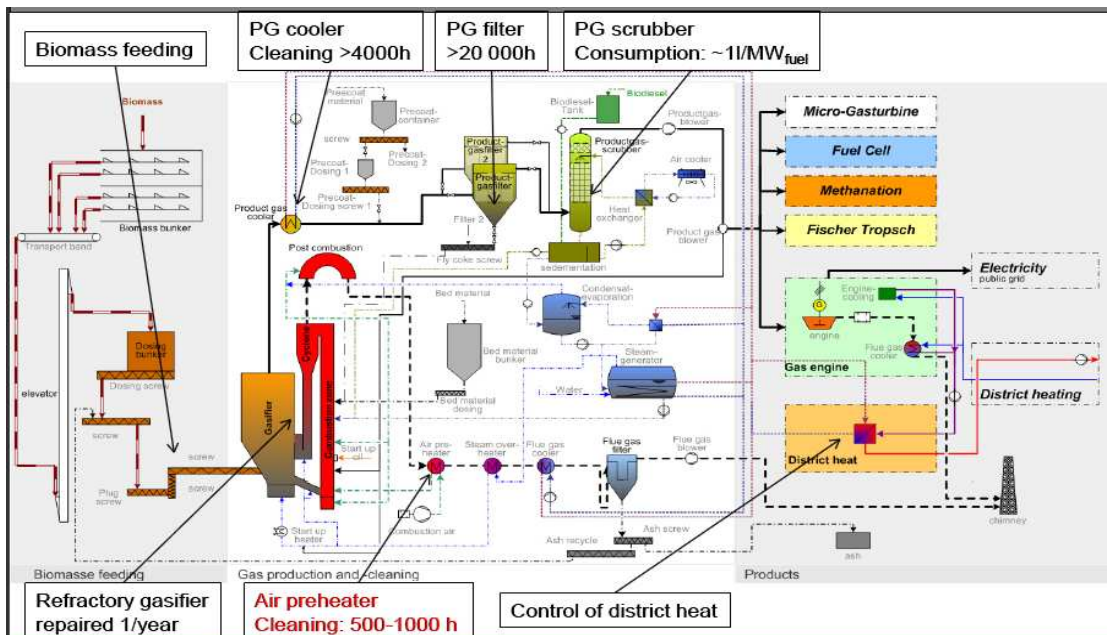 Biomass feeding
PG cooler
Cleaning >4000h
PG filter
>20 000h
PG scrubber
Consumption: ~1l/MWfuel
Biomass
Biomass bunker
Transport band
elevator
Dosing
bunker
Dosing screw
screw
Plug
screw
screw
screw
Precoat
material
Precoat-
container
screw
Precoat-
Dosing 1
Precoat-
Dosing 2
Precoat-
Dosing screw 1
Product gas
cooler
Product-
gasfilter
2
Product-
gasfilter
Filter 2
Fly coke screw
Biodiesel-
Tank
Biodiesel
Productgas-
scrubber
Productgas-
blower
Air cooler
Heat
exchanger
Product gas
blower
sedementation
Post combustion
Cyclone
Combustion zone
Gasifier
Start up
oil
Start up
heater
Bed material
Bed material
bunker
Bed material
dosing
Condensat-
evaporation
Steam-
generator
Water
Air pre-
heater
Steam over-
heater
Flue gas
cooler
Combustion air
Flue gas
filter
Flue gas
blower
Ash recycle
Ash screw
Micro-Gasturbine
Fuel Cell
Methanation
Fischer Tropsch
Electricity
public grid
Engine-
cooling
G
engine
Flue gas
cooler
Gas engine
District heating
District heat
chimney
ash
Biomasse feeding
Gas production and -cleaning
Products
Refractory gasifier
repaired 1/year
Air preheater
Cleaning: 500-1000 h
Control of district heat